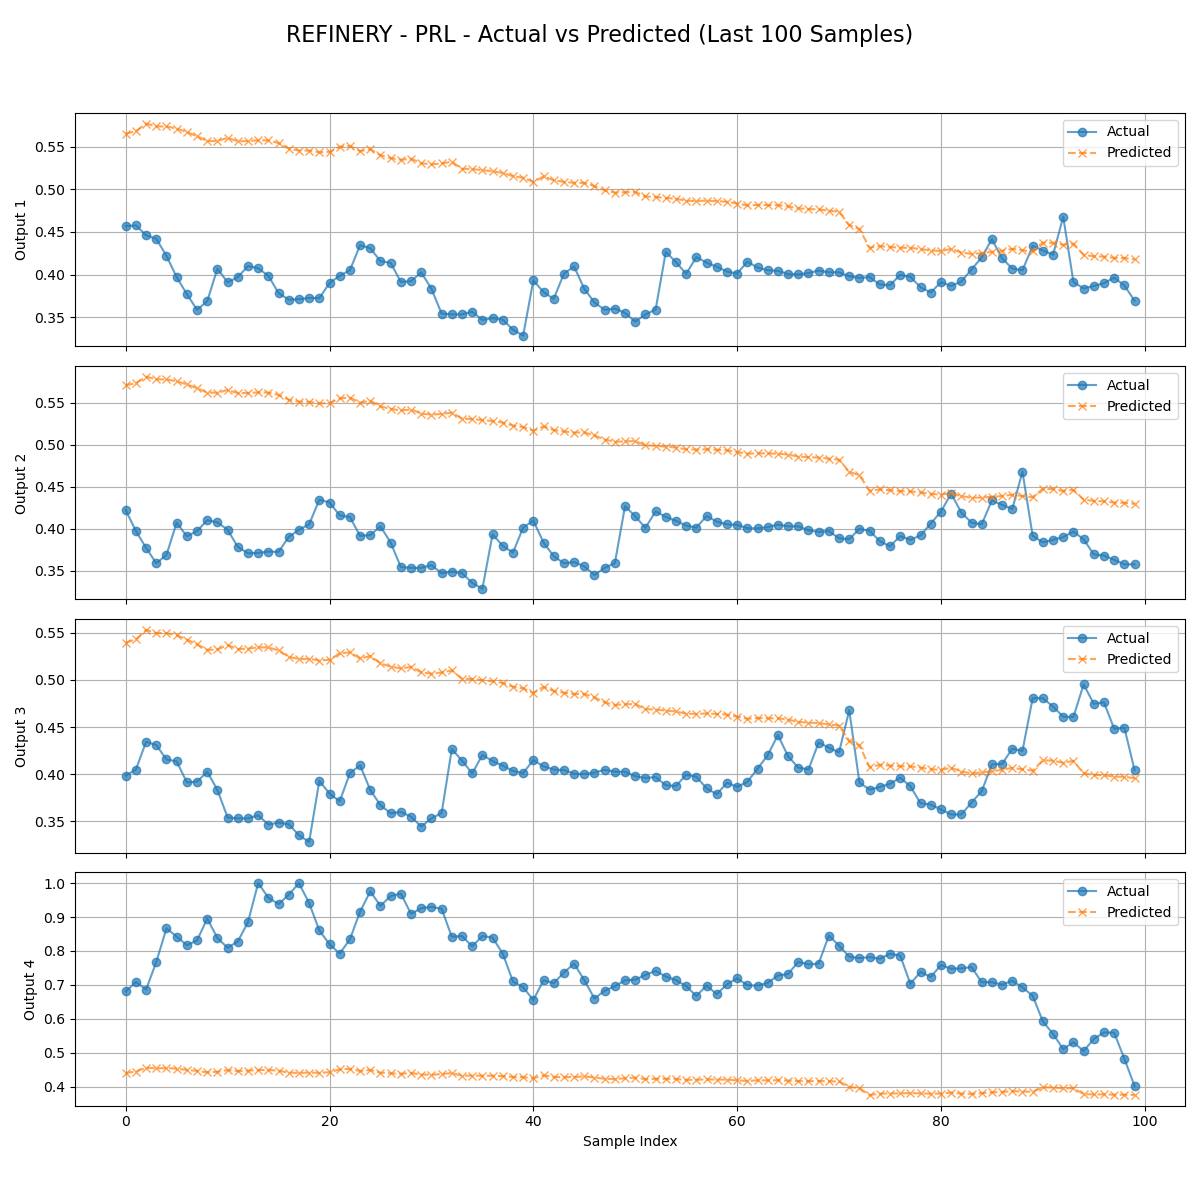 REFINERY - PRL - Actual vs Predicted (Last 100 Samples)
Output 1
0.55
0.50
0.45
0.40
0.35
Actual
Predicted
Output 2
0.55
0.50
0.45
0.40
0.35
Actual
Predicted
Output 3
0.55
0.50
0.45
0.40
0.35
Actual
Predicted
Output 4
1.0
0.9
0.8
0.7
0.6
0.5
0.4
Actual
Predicted
0 20 40 60 80 100
Sample Index